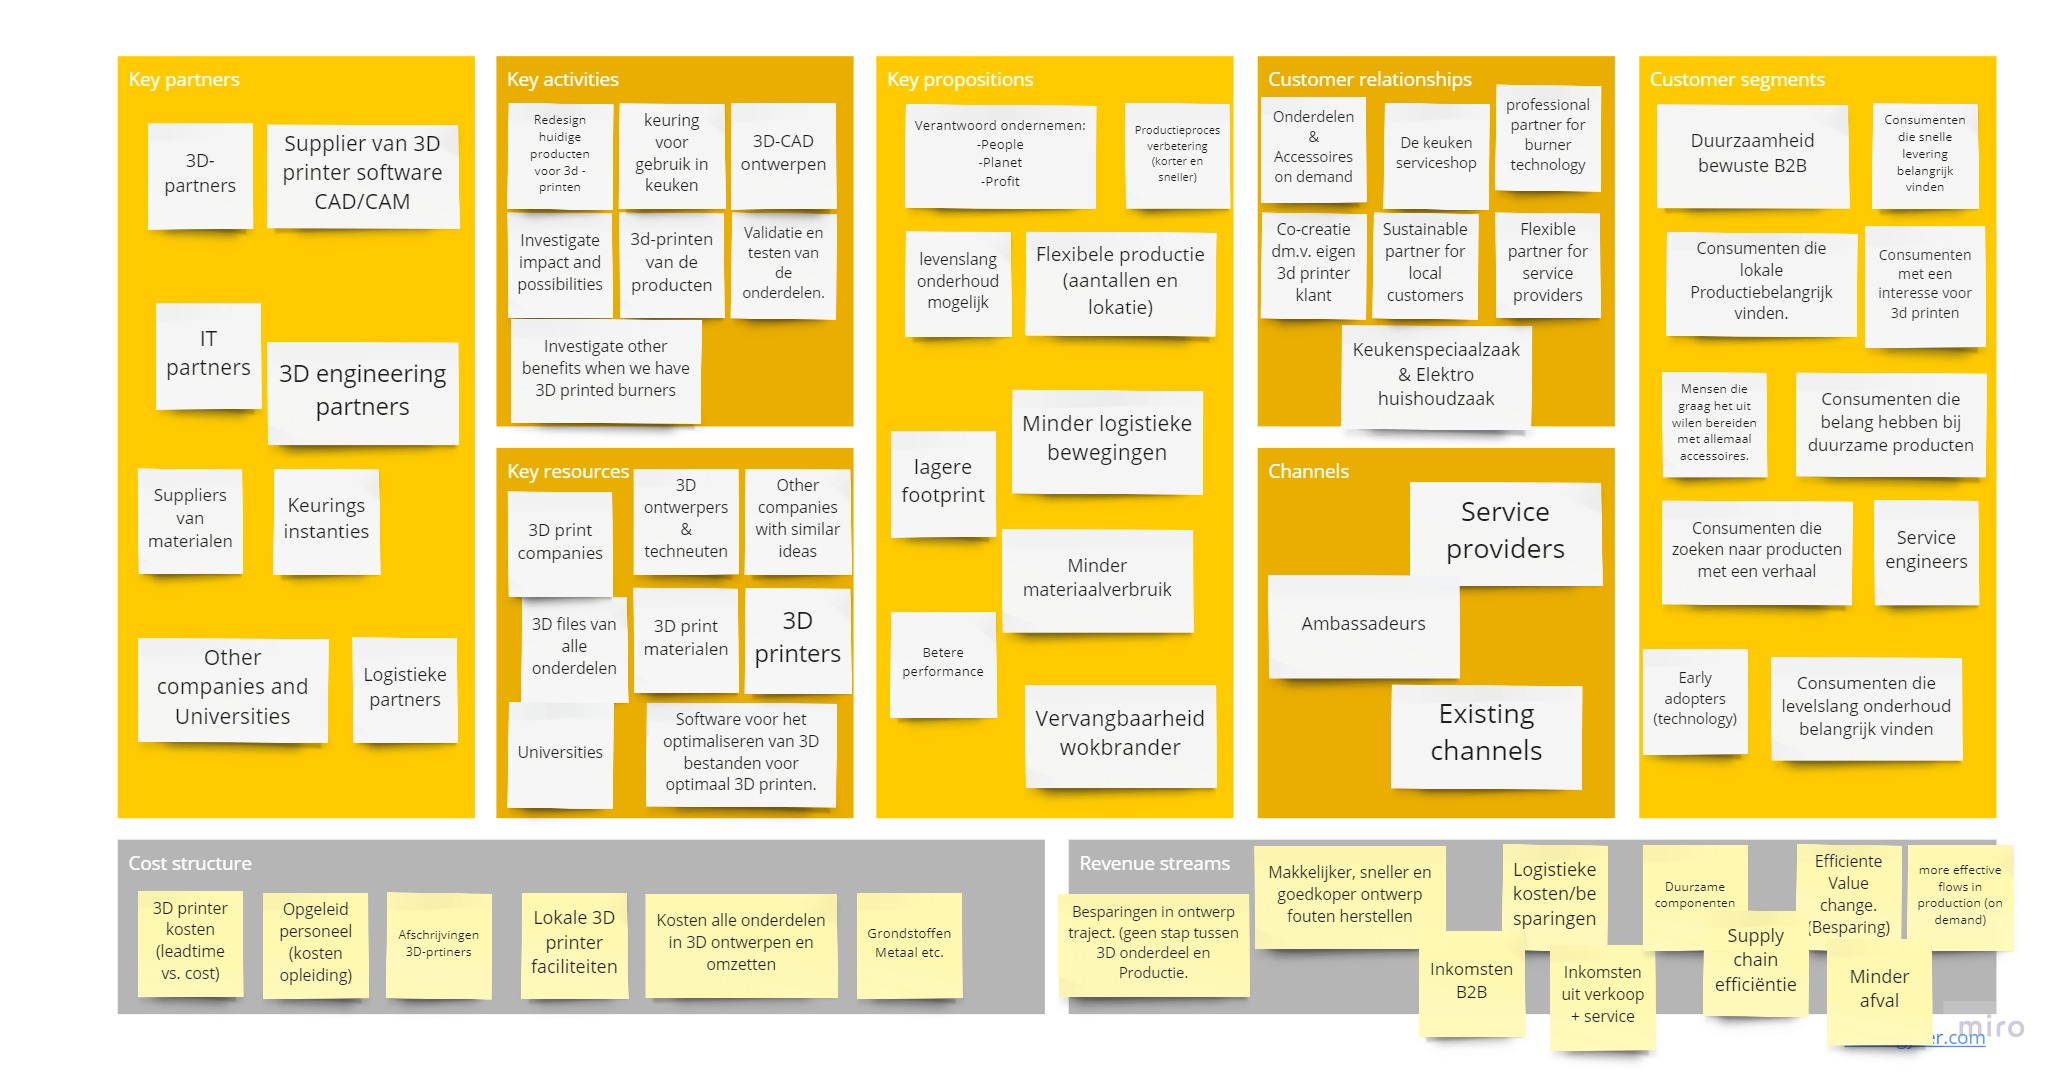 Key partners
3D-
partners
Supplier van 3D
printer software
CAD/CAM
IT
partners
3D engineering
partners
Suppliers
van
materialen
Keurings
instanties
Other
companies and
Universities
Logistieke
partners
Key activities
Redesign
huidige
producten
voor 3d -
printen
keuring
voor
gebruik in
keuken
3D-CAD
ontwerpen
Investigate
impact and
possibilities
3d-printen
van de
producten
Validatie en
testen van
de
onderdelen.
Investigate other
benefits when we have
3D printed burners
Key resources
3D print
companies
3D
ontwerpers
&
techneuten
Other
companies
with similar
ideas
3D files van
alle
onderdelen
3D print
materialen
3D
printers
Universities
Software voor het
optimaliseren van 3D
bestanden voor
optimaal 3D printen.
Key propositions
Verantwoord ondernemen:
-People
-Planet
-Profit
Productieproces
verbetering
(korter en
sneller)
levenslang
onderhoud
mogelijk
Flexibele productie
(aantallen en
lokatie)
Minder logistieke
bewegingen
lagere
footprint
Minder
materiaalverbruik
Betere
performance
Vervangbaarheid
wokbrander
Customer relationships
Onderdelen
&
Accessoires
on demand
De keuken
serviceshop
professional
partner for
burner
technology
Co-creatie
dm.v. eigen
3d printer
klant
Sustainable
partner for
local
customers
Flexible
partner for
service
providers
Keukenspeciaalzaak
& Elektro
huishoudzaak
Channels
Service
providers
Ambassadeurs
Existing
channels
Customer segments
Duurzaamheid
bewuste B2B
Consumenten
die snelle
levering
belangrijk
vinden
Consumenten die
lokale
Productiebelangrijk
vinden.
Consumenten
met een
interesse voor
3d printen
Mensen die
graag het uit
wilen bereiden
met allemaal
accessoires.
Consumenten die
belang hebben bij
duurzame producten
Consumenten die
zoeken naar producten
met een verhaal
Service
engineers
Early
adopters
(technology)
Consumenten die
levelslang onderhoud
belangrijk vinden
Cost structure
3D printer
kosten
(leadtime
vs. cost)
Opgeleid
personeel
(kosten
opleiding)
Afschrijvingen
3D-prtiners
Lokale 3D
printer
faciliteiten
Kosten alle onderdelen
in 3D ontwerpen en
omzetten
Grondstoffen
Metaal etc.
Revenue streams
Besparingen in ontwerp
traject. (geen stap tussen
3D onderdeel en
Productie.
Makkelijker, sneller en
goedkoper ontwerp
fouten herstellen
Inkomsten
B2B
Logistieke
kosten/be
sparingen
Inkomsten
uit verkoop
+ service
Duurzame
componenten
Supply
chain
efficiëntie
Efficiente
Value
change.
(Besparing)
Minder
afval
more effective
flows in
production (on
demand)
miro
er.com